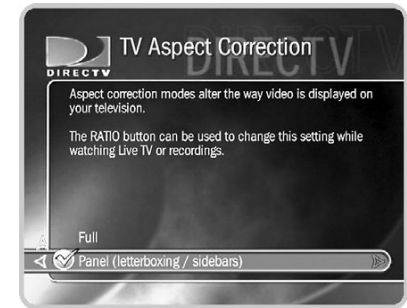 TV Aspect Correction
DIRECTV
DIRECTV
Aspect correction modes alter the way video is displayed on
your television.
The RATIO button can be used to change this setting while
watching Live TV or recordings.
Full
Panel (letterboxing / sidebars)